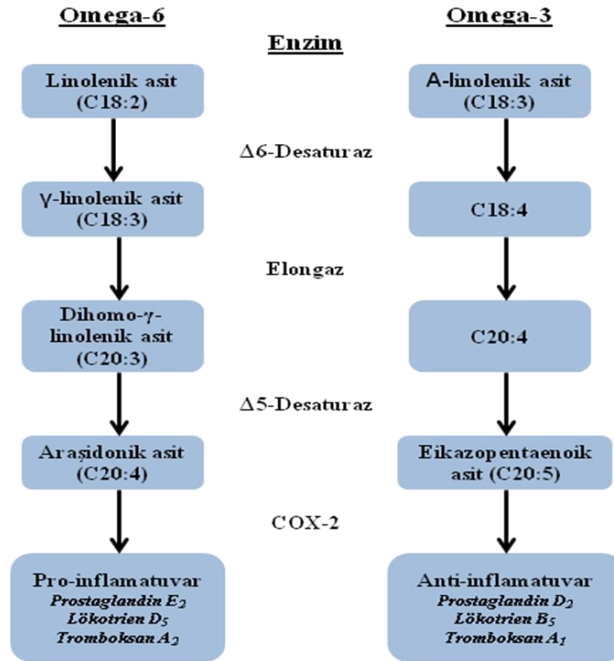 Omega-6
Enzim
Omega-3
Linolenik asit
(C18:2)
A-linolenik asit
(C18:3)
Δ6-Desaturaz
γ-linolenik asit
(C18:3)
C18:4
Elongaz
Dihomo-γ-
linolenik asit
(C20:3)
C20:4
Δ5-Desaturaz
Araşidonik asit
(C20:4)
Eikazopentaenoik
asit (C20:5)
COX-2
Pro-inflamatuvar
Prostaglandin E₂
Lökotrien D₅
Tromboksan A₂
Anti-inflamatuvar
Prostaglandin D₂
Lökotrien B₅
Tromboksan A₁